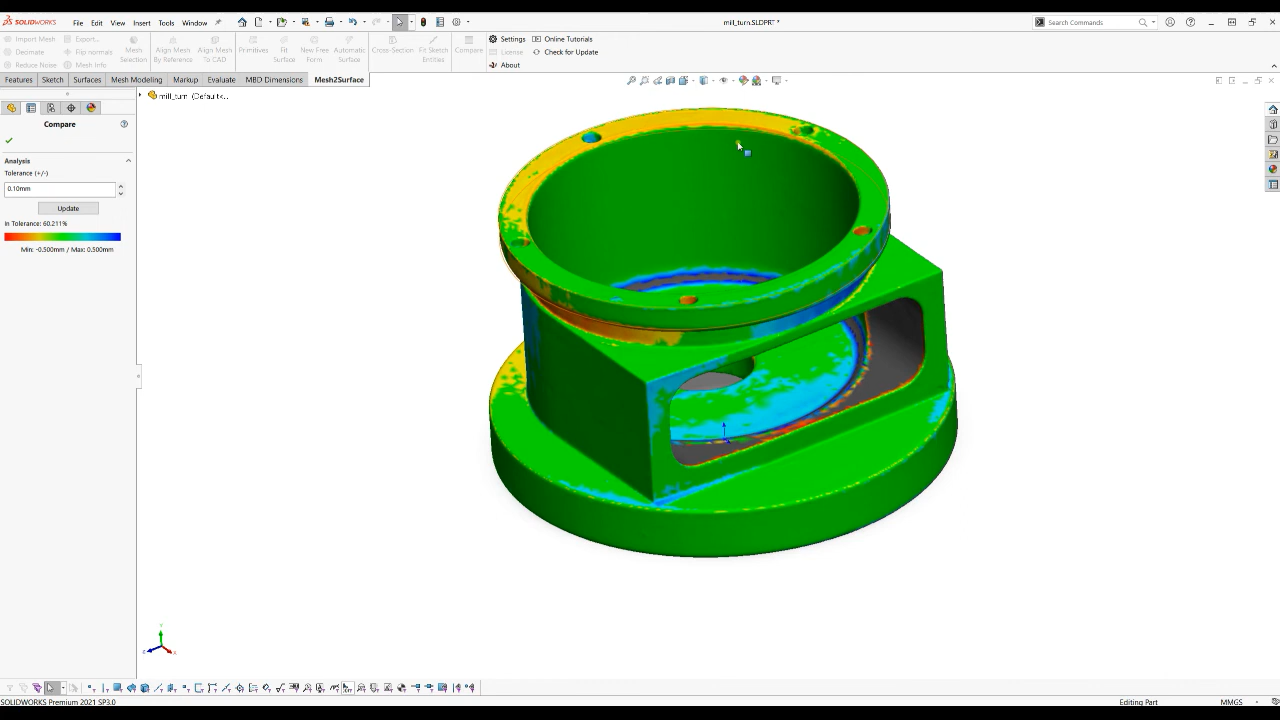 SOLIDWORKS File Edit View Insert Tools Window mill_turn.SLDPRT * Search Commands
Import Mesh Export... Mesh Selection Align Mesh By Reference Align Mesh To CAD Primitives Fit Surface New Free Form Automatic Surface Cross-Section Fit Sketch Entities Compare Settings Online Tutorials
Decimate Flip normals License Check for Update
Reduce Noise Mesh Info About
Features Sketch Surfaces Mesh Modeling Markup Evaluate MBD Dimensions Mesh2Surface
mill_turn (Default<...
Compare
Analysis
Tolerance (+/-)
0.10mm
Update
In Tolerance: 60.211%
Min: -0.500mm / Max: 0.500mm
Y
Z
X
SOLIDWORKS Premium 2021 SP3.0 Editing Part MMGS